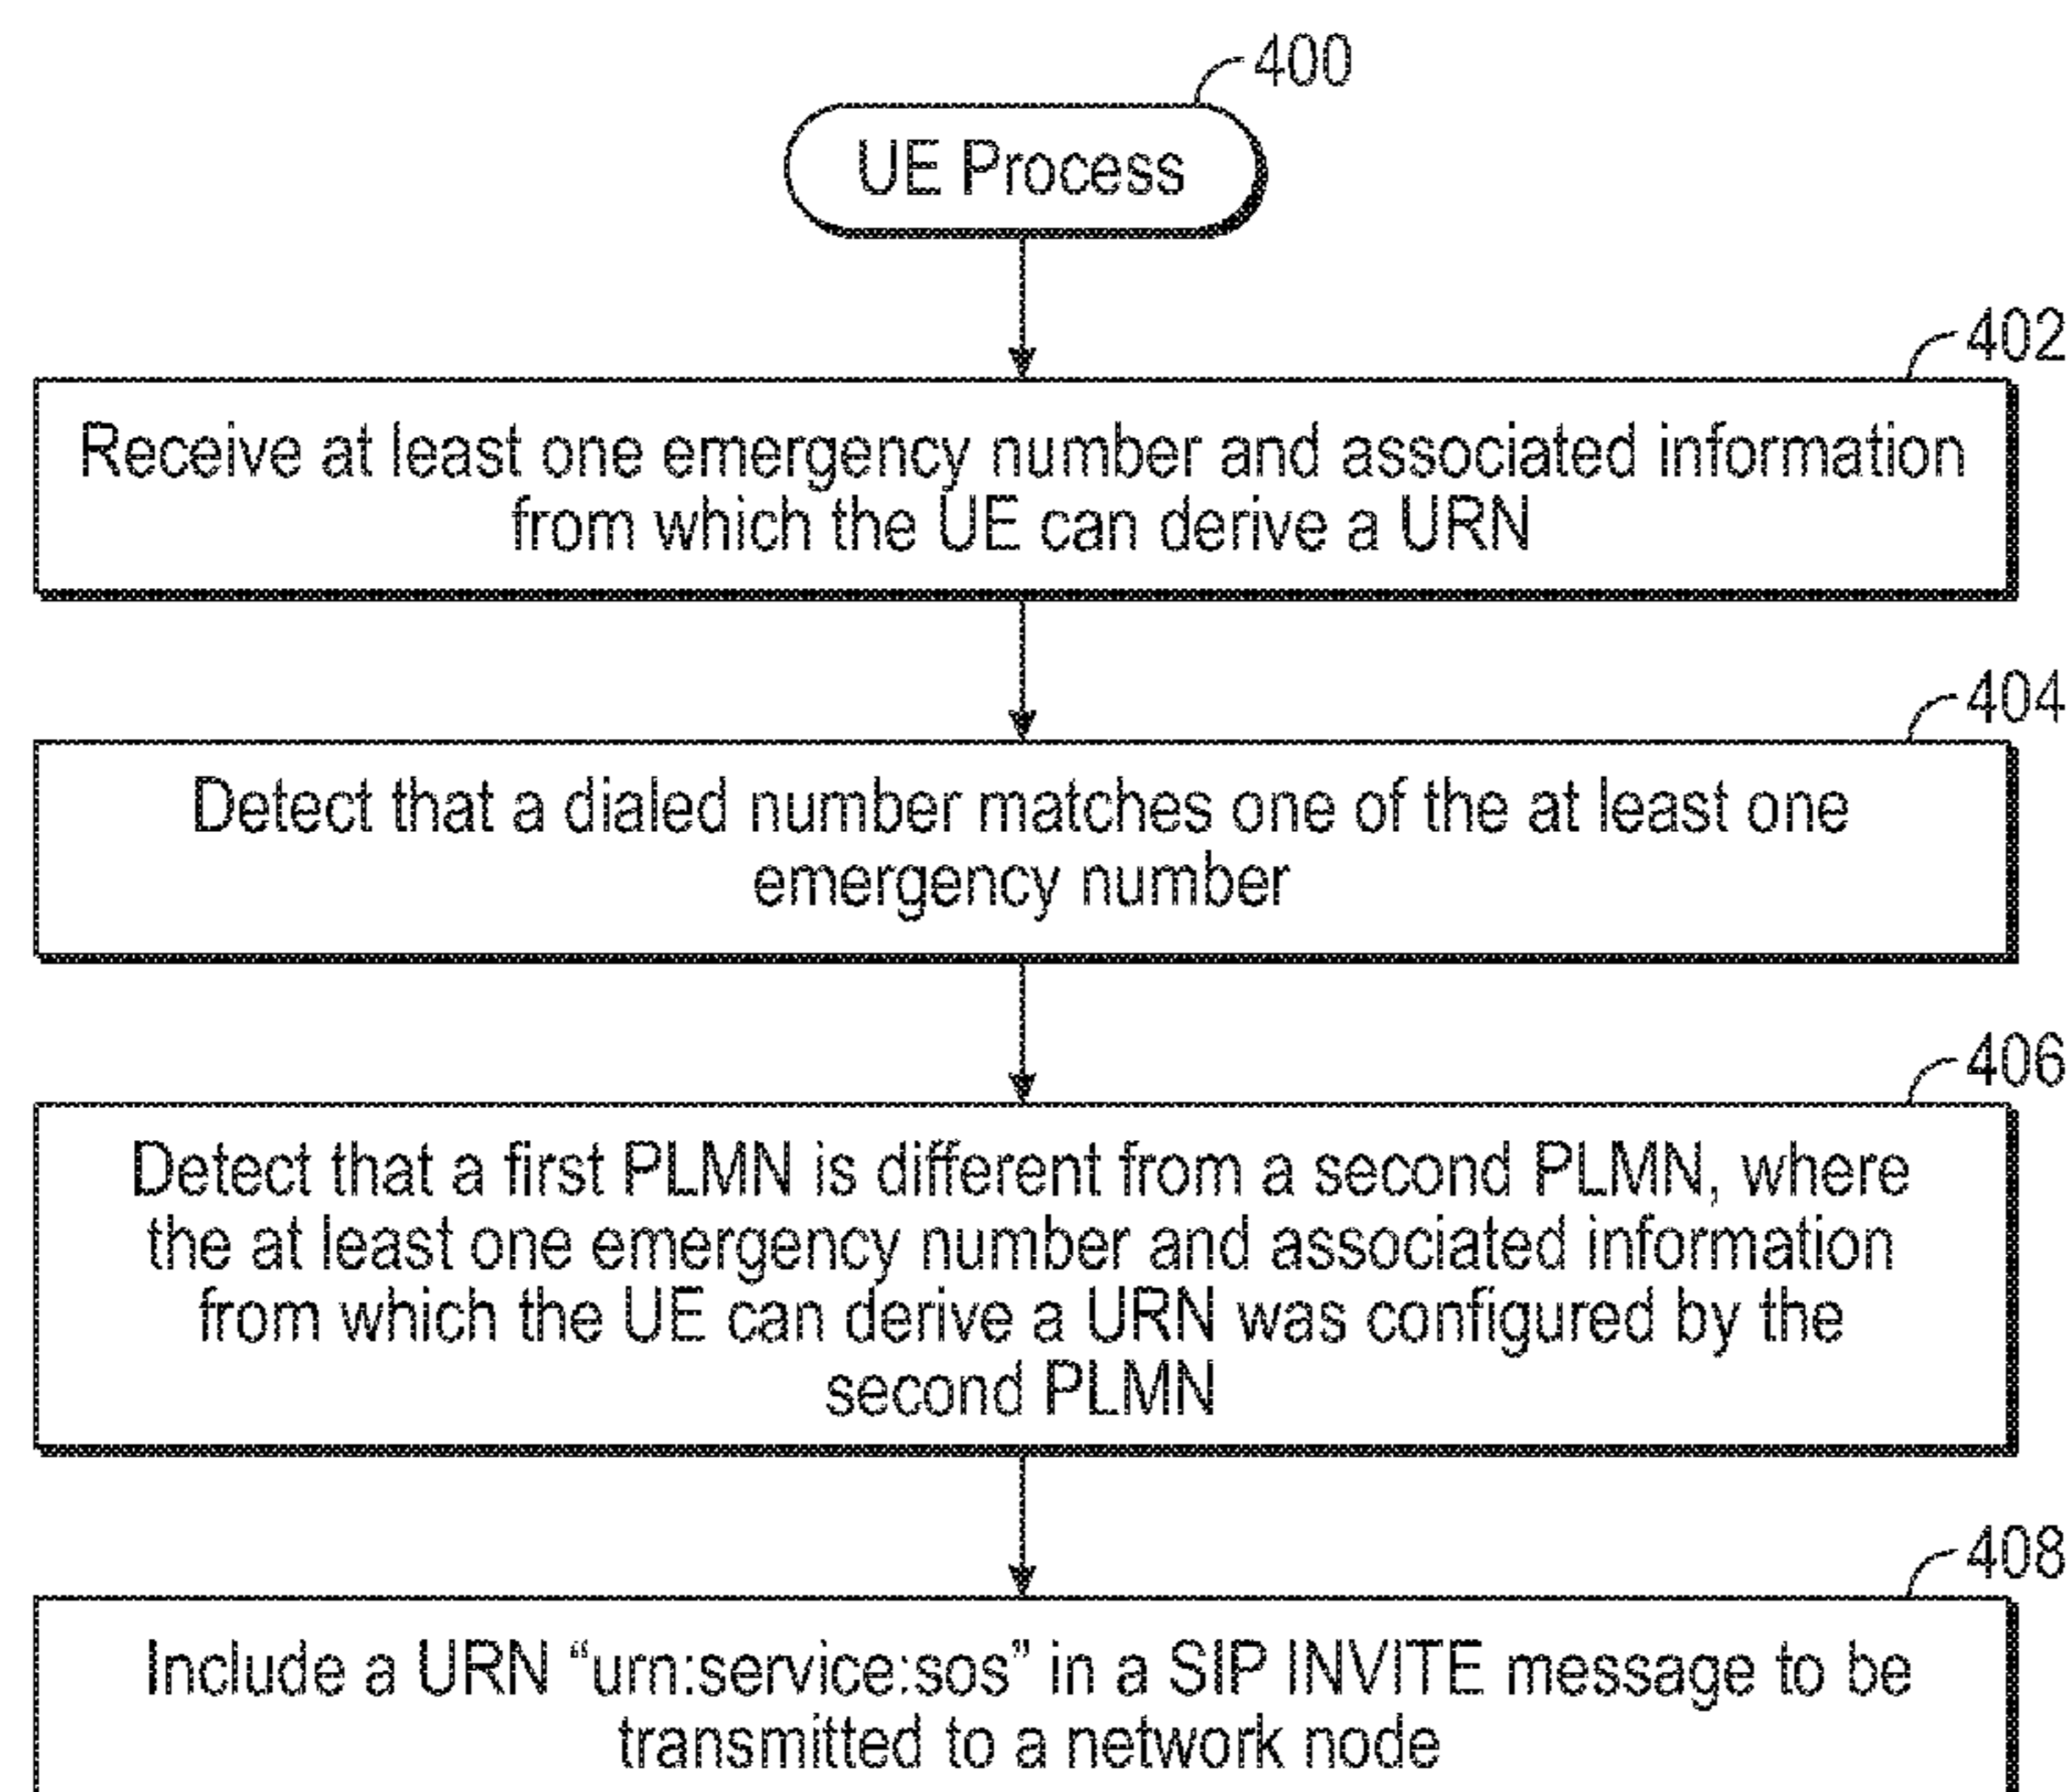 400
UE Process
402
Receive at least one emergency number and associated information
from which the UE can derive a URN
404
Detect that a dialed number matches one of the at least one
emergency number
406
Detect that a first PLMN is different from a second PLMN, where
the at least one emergency number and associated information
from which the UE can derive a URN was configured by the
second PLMN
408
Include a URN “urn:service:sos” in a SIP INVITE message to be
transmitted to a network node